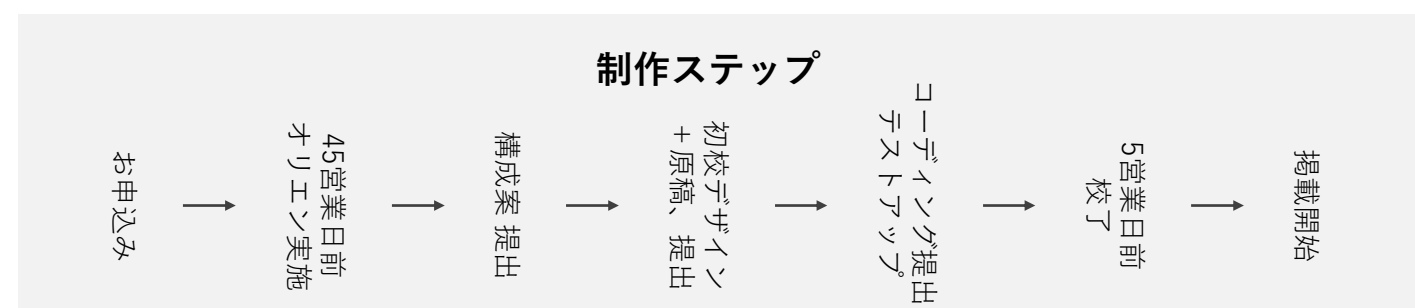 制作ステップ
お申込み
45営業日前
オリエン実施
構成案 提出
初校デザイン
+原稿、提出
コーディング提出
テストアップ
5営業日前
校了
掲載開始